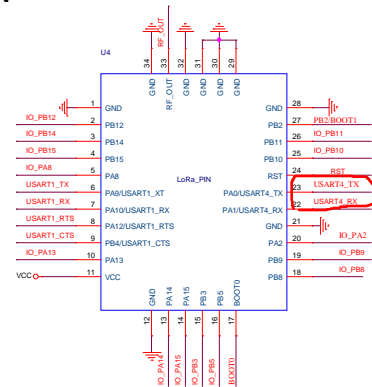 U4
RF_OUT
34
33
32
31
30
29
GND
RF_OUT
GND
GND
GND
GND
1
GND
GND
28
IO_PB12
2
PB12
PB2
27
PB2/BOOT1
IO_PB14
3
PB14
PB11
26
IO_PB11
IO_PB15
4
PB15
PB10
25
IO_PB10
IO_PA8
5
PA8
LoRa_PIN
RST
24
RST
USART1_TX
6
PA9/USART1_XT
PA0/USART4_TX
23
USART4_TX
USART1_RX
7
PA10/USART1_RX
PA1/USART4_RX
22
USART4_RX
USART1_RTS
8
PA12/USART1_RTS
GND
21
USART1_CTS
9
PB4/USART1_CTS
PA2
20
IO_PA2
IO_PA13
10
PA13
PB9
19
IO_PB9
VCC
11
VCC
PB8
18
IO_PB8
GND
PA14
PA15
PB3
PB5
BOOT0
12
13
14
15
16
17
IO_PA14
IO_PA15
IO_PB3
IO_PB5
BOOT0